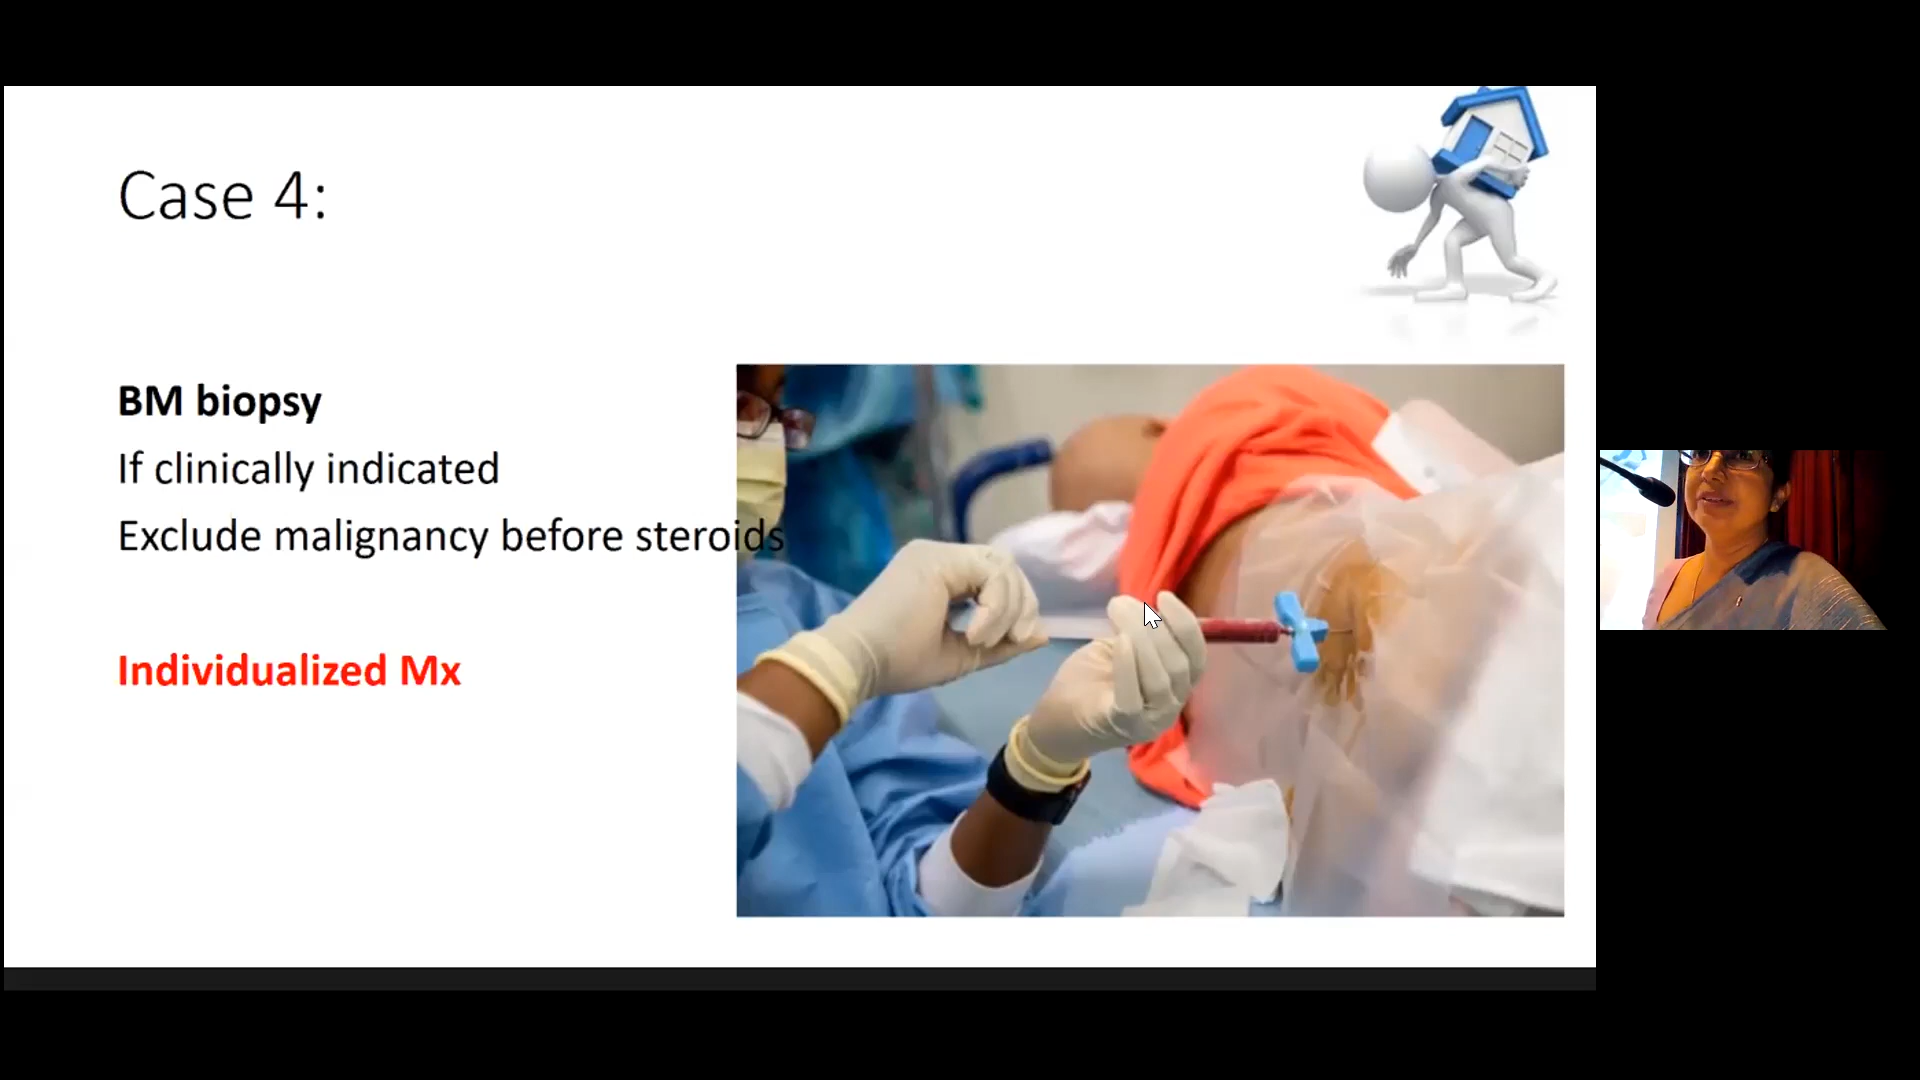 Case 4:
BM biopsy
If clinically indicated
Exclude malignancy before steroids
Individualized Mx